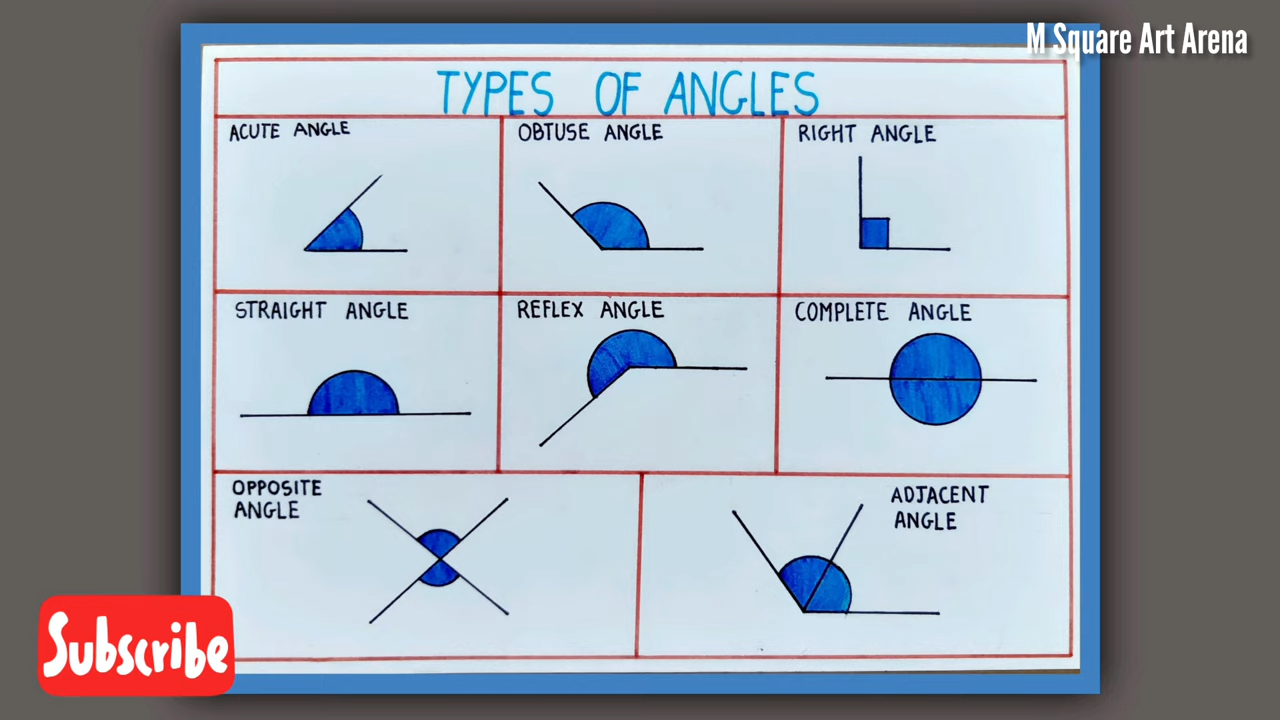 M Square Art Arena
TYPES OF ANGLES
ACUTE ANGLE
OBTUSE ANGLE
RIGHT ANGLE
STRAIGHT ANGLE
REFLEX ANGLE
COMPLETE ANGLE
OPPOSITE
ANGLE
ADJACENT
ANGLE
Subscribe